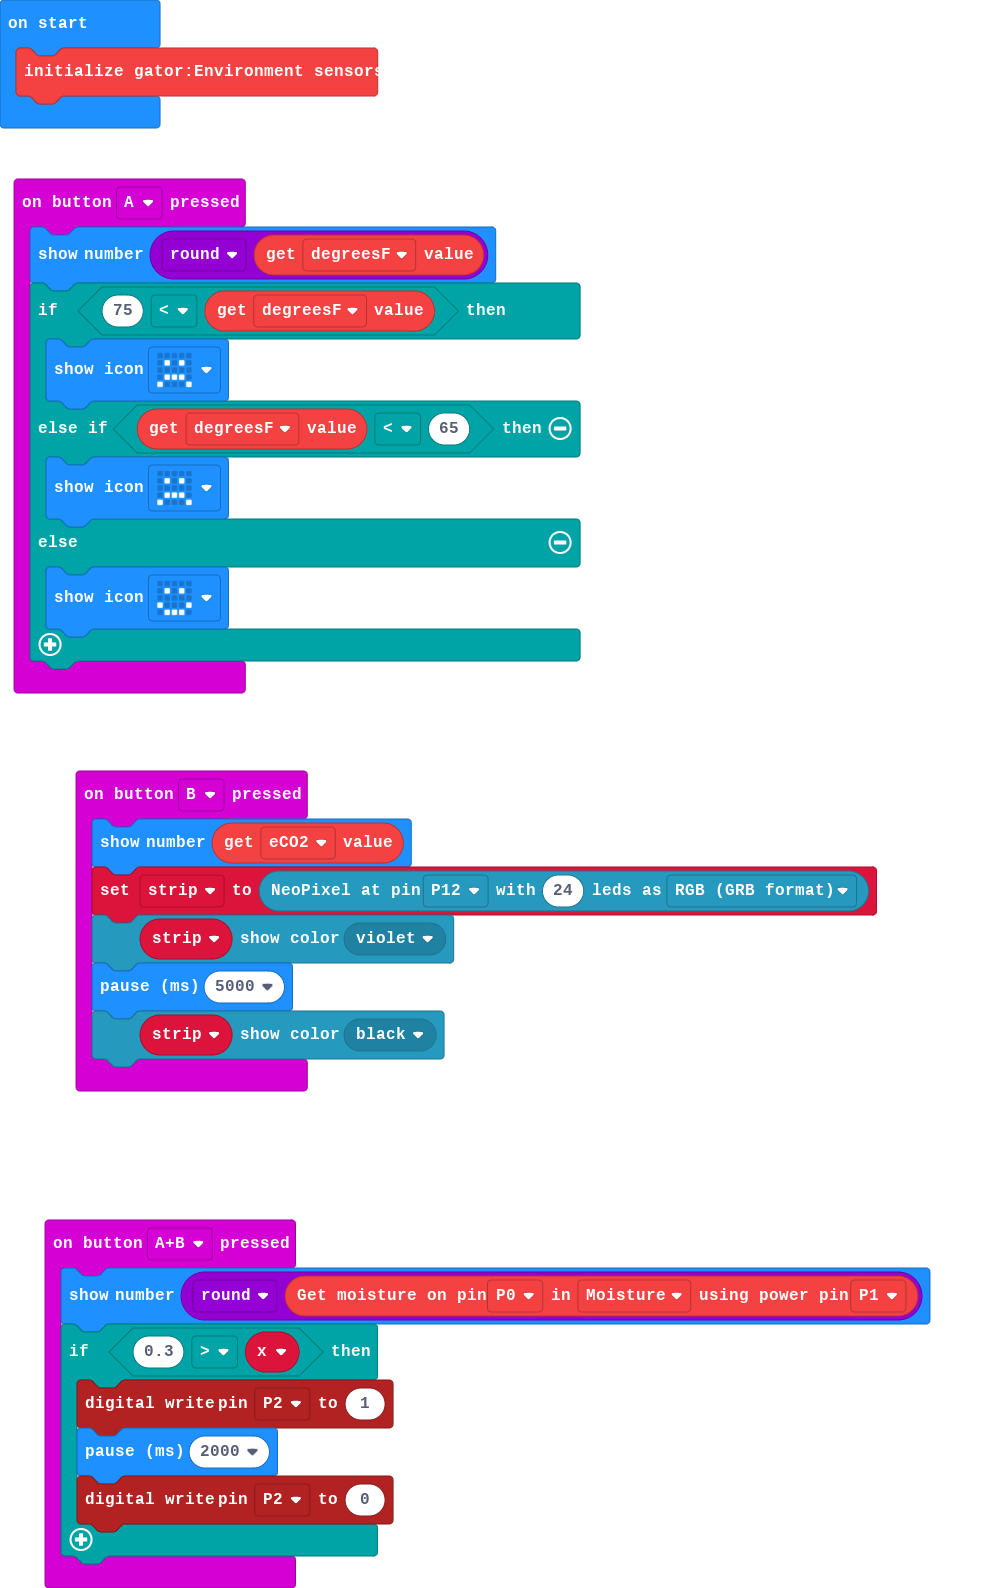 on start
initialize gator:Environment sensors
on button A pressed
show number round get degreesF value
if 75 < get degreesF value then
show icon
else if get degreesF value < 65 then
show icon
else
show icon
on button B pressed
show number get eCO2 value
set strip to NeoPixel at pin P12 with 24 leds as RGB (GRB format)
strip show color violet
pause (ms) 5000
strip show color black
on button A+B pressed
show number round Get moisture on pin P0 in Moisture using power pin P1
if 0.3 > x then
digital write pin P2 to 1
pause (ms) 2000
digital write pin P2 to 0